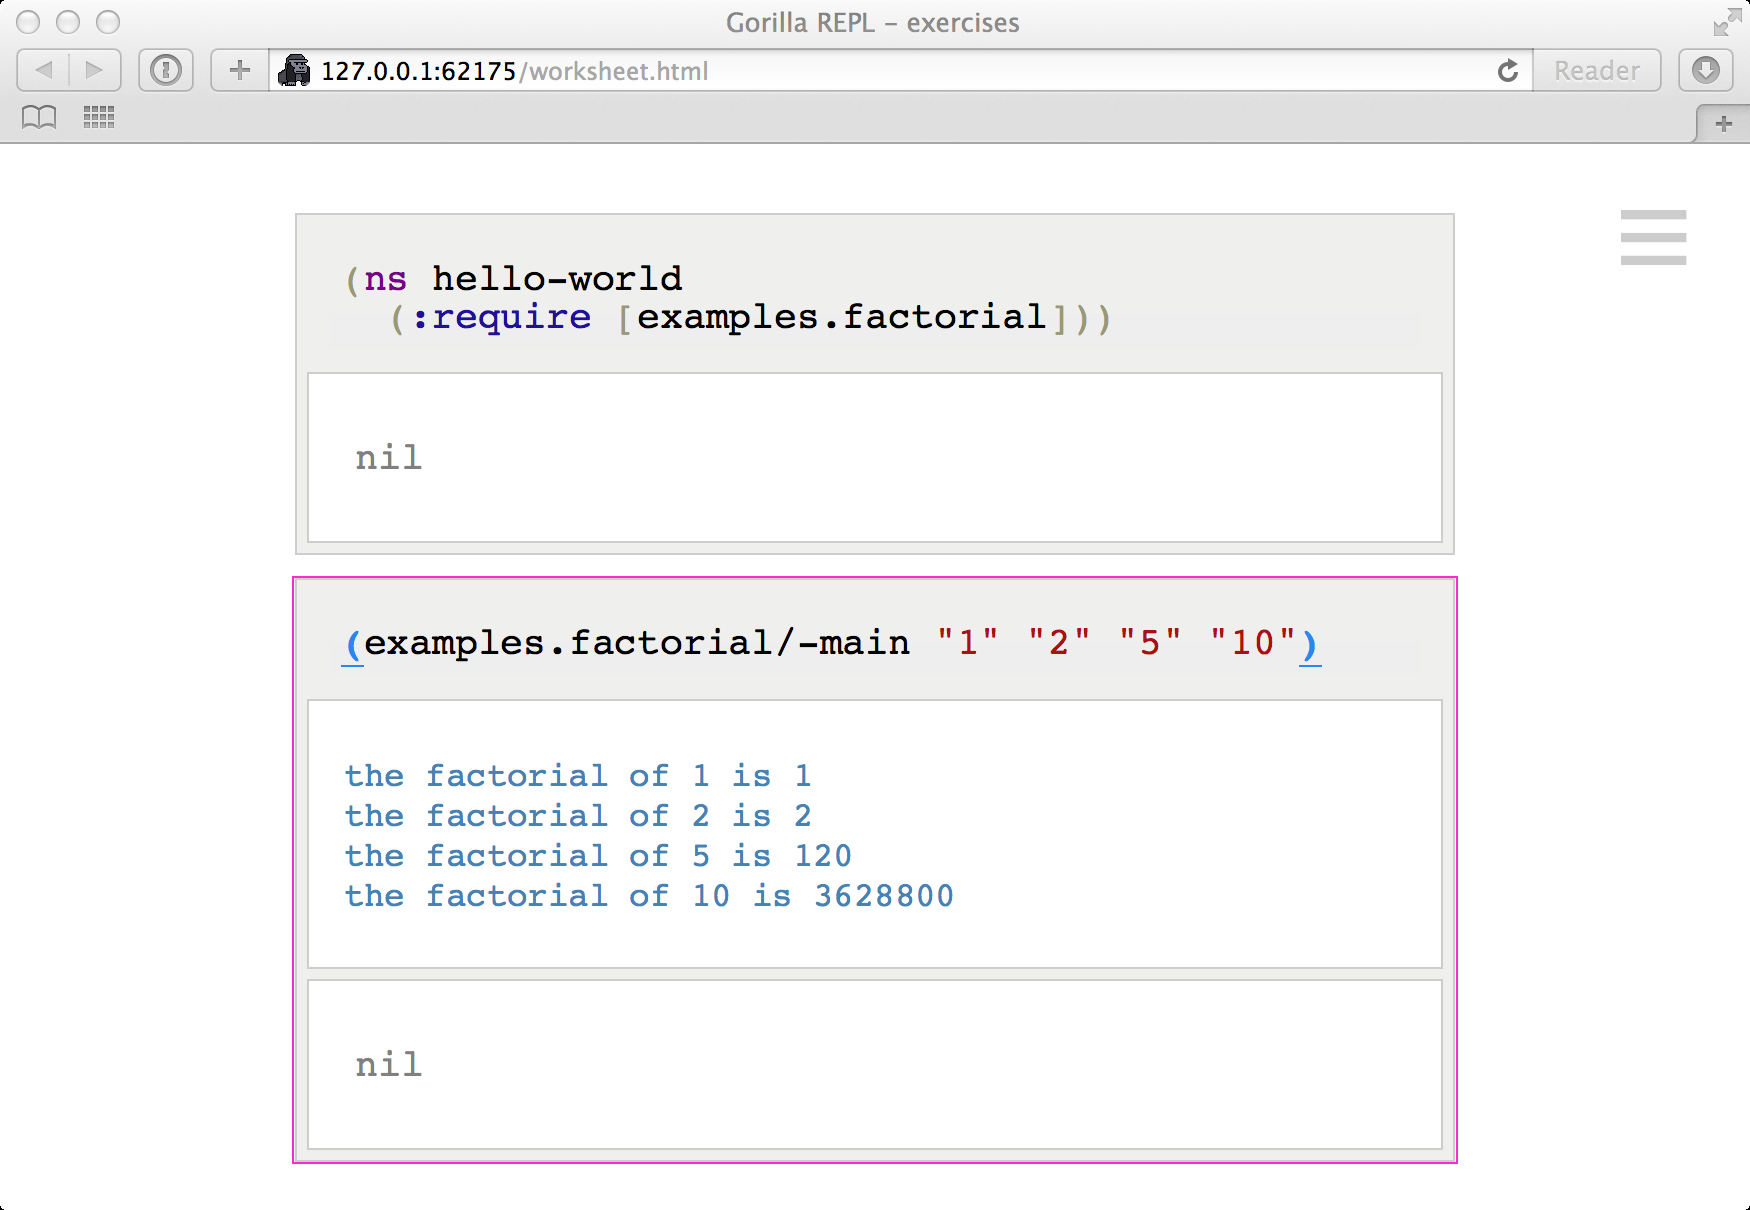 Gorilla REPL – exercises
127.0.0.1:62175/worksheet.html
Reader
(ns hello-world
  (:require [examples.factorial]))
nil
(examples.factorial/-main "1" "2" "5" "10")
the factorial of 1 is 1
the factorial of 2 is 2
the factorial of 5 is 120
the factorial of 10 is 3628800
nil